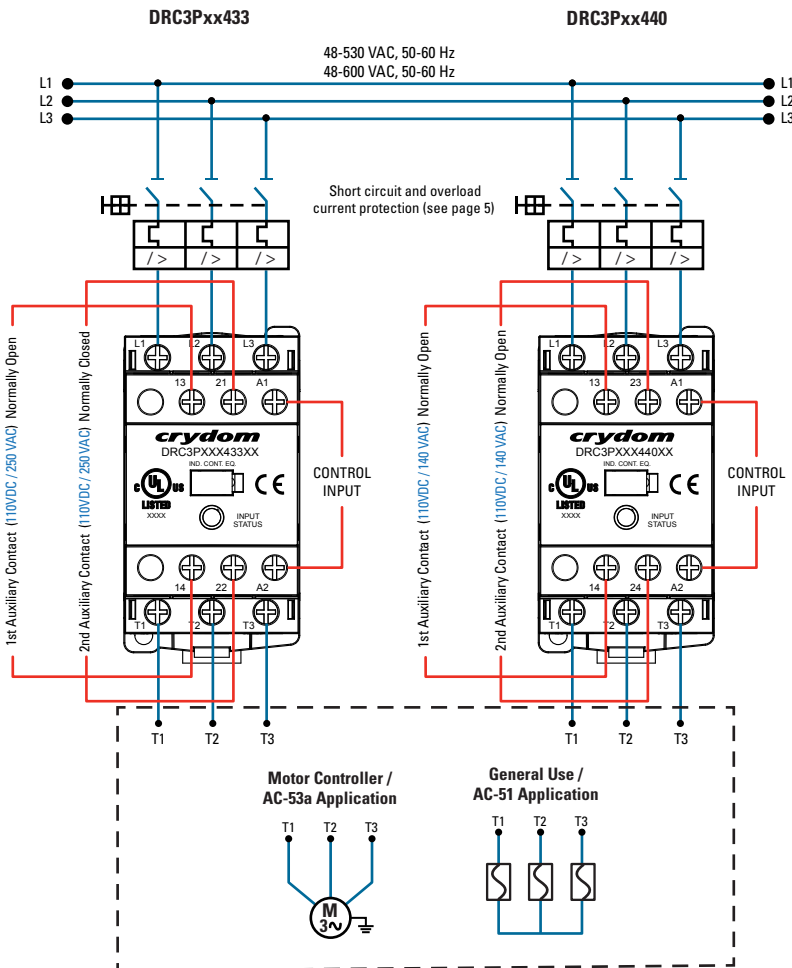 DRC3Pxx433
DRC3Pxx440
48-530 VAC, 50-60 Hz
48-600 VAC, 50-60 Hz
L1
L2
L3
L1
L2
L3
Short circuit and overload
current protection (see page 5)
/ >
/ >
/ >
/ >
/ >
/ >
1st Auxiliary Contact (110VDC / 250 VAC) Normally Open
2nd Auxiliary Contact (110VDC / 250 VAC) Normally Closed
L1
L2
L3
13
21
A1
crydom
DRC3PXXX433XX
IND. CONT. EQ.
C UL US
LISTED
XXXX
CE
INPUT
STATUS
14
22
A2
T1
T2
T3
CONTROL
INPUT
1st Auxiliary Contact (110VDC / 140 VAC) Normally Open
2nd Auxiliary Contact (110VDC / 140 VAC) Normally Open
L1
L2
L3
13
23
A1
crydom
DRC3PXXX440XX
IND. CONT. EQ.
C UL US
LISTED
XXXX
CE
INPUT
STATUS
14
24
A2
T1
T2
T3
CONTROL
INPUT
T1
T2
T3
T1
T2
T3
Motor Controller /
AC-53a Application
T1
T2
T3
M
3~
General Use /
AC-51 Application
T1
T2
T3